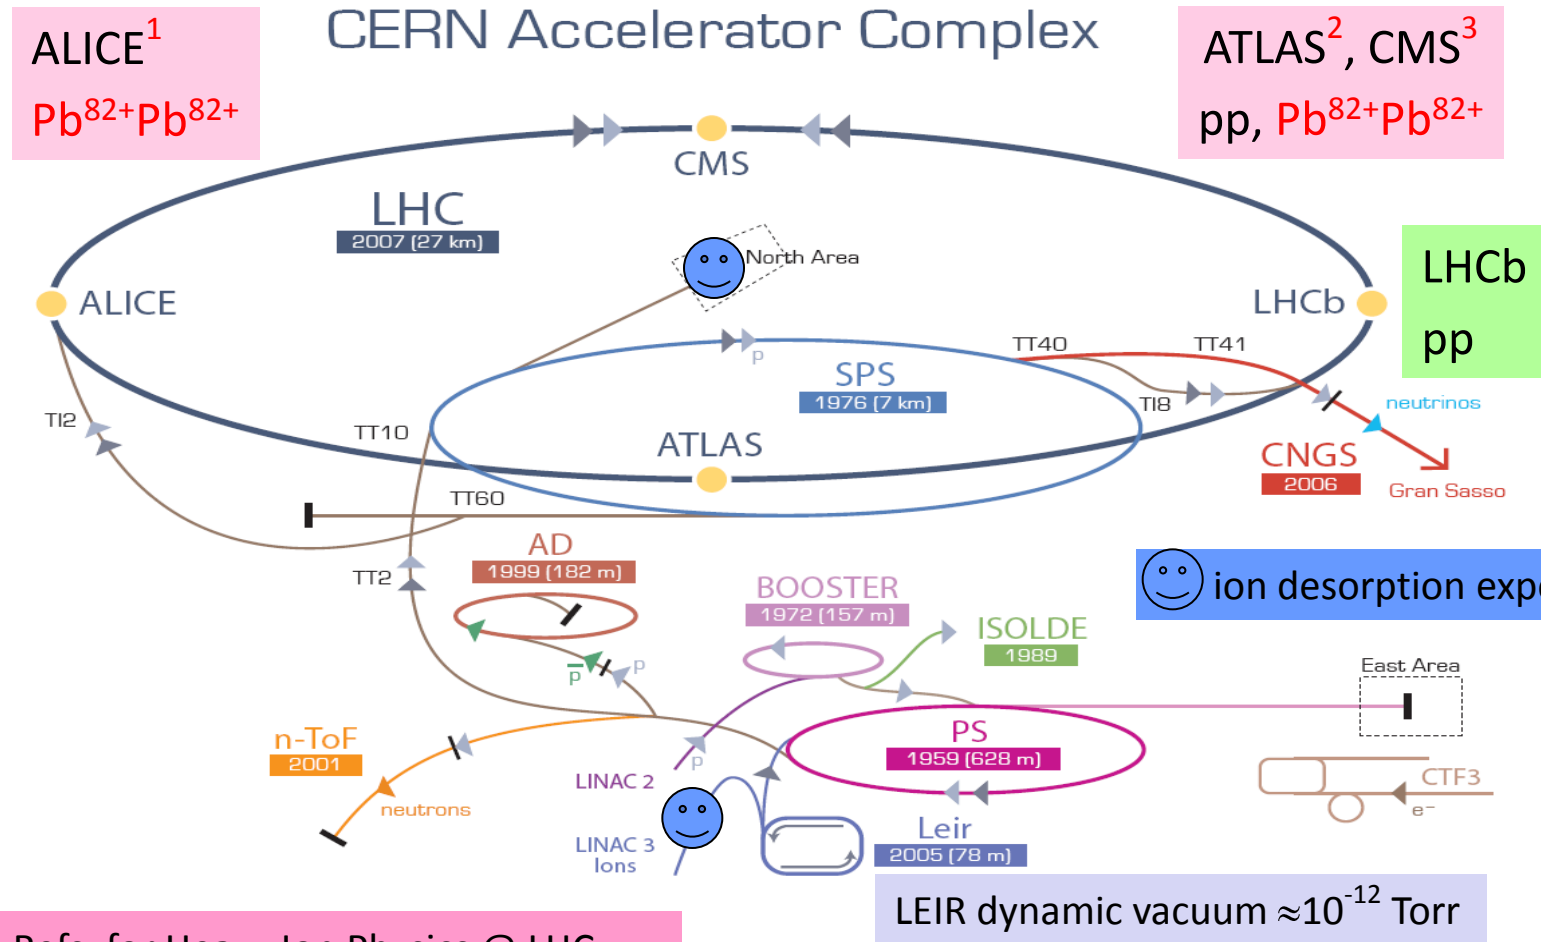 CERN Accelerator Complex
ALICE¹
Pb⁸²⁺Pb⁸²⁺
ATLAS², CMS³
pp, Pb⁸²⁺Pb⁸²⁺
CMS
LHC
2007 (27 km)
North Area
ALICE
LHCb
LHCb
pp
p
TT40
TT41
SPS
1976 (7 km)
TI8
neutrinos
TI2
TT10
ATLAS
CNGS
2006
Gran Sasso
TT60
AD
1999 (182 m)
TT2
BOOSTER
1972 (157 m)
ion desorption
ISOLDE
1989
p̅
p
East Area
n-ToF
2001
PS
1959 (628 m)
p
LINAC 2
neutrons
CTF3
e⁻
LINAC 3
Ions
Leir
2005 (78 m)
LEIR dynamic vacuum ≈10⁻¹² Torr